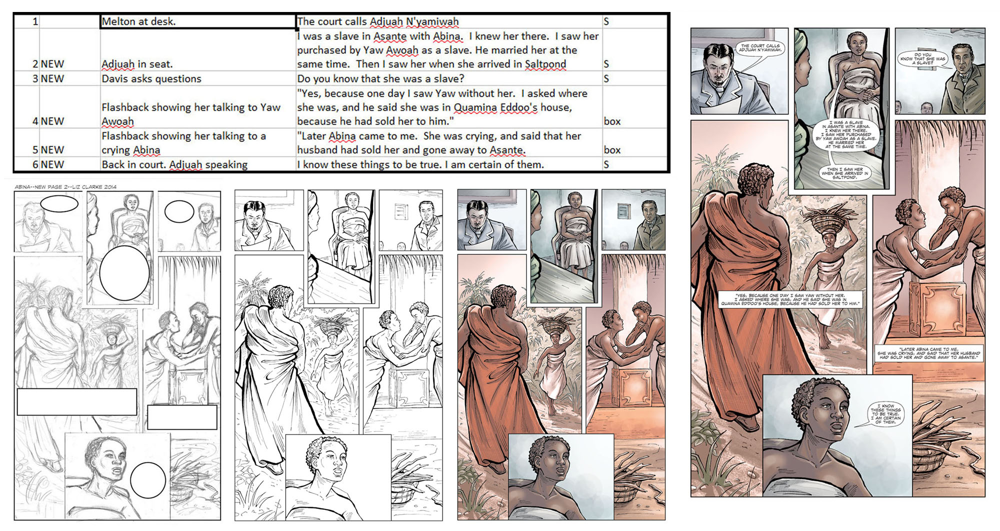 1 Melton at desk. The court calls Adjuah N'yamiwah S
I was a slave in Asante with Abina.  I knew her there.  I saw her
purchased by Yaw Awoah as a slave. He married her at the
2 NEW Adjuah in seat. same time.  Then I saw her when she arrived in Saltpond S
3 NEW Davis asks questions Do you know that she was a slave? S
"Yes, because one day I saw Yaw without her.  I asked where
Flashback showing her talking to Yaw she was, and he said she was in Quamina Eddoo's house,
4 NEW Awoah because he had sold her to him." box
Flashback showing her talking to a "Later Abina came to me.  She was crying, and said that her
5 NEW crying Abina husband had sold her and gone away to Asante. box
6 NEW Back in court. Adjuah speaking I know these things to be true. I am certain of them. S
ABINA--NEW PAGE 2--LIZ CLARKE 2014
THE COURT CALLS
ADJUAH N'YAMIWAH.
I WAS A SLAVE
IN ASANTE WITH ABINA.
I KNEW HER THERE.
I SAW HER PURCHASED
BY YAW AWOAH AS A SLAVE.
HE MARRIED HER
AT THE SAME TIME.
THEN I SAW HER
WHEN SHE ARRIVED IN
SALTPOND.
DO YOU
KNOW THAT SHE WAS
A SLAVE?
"YES, BECAUSE ONE DAY I SAW YAW WITHOUT HER.
I ASKED WHERE SHE WAS, AND HE SAID SHE WAS IN
QUAMINA EDDOO'S HOUSE, BECAUSE HE HAD SOLD HER TO HIM."
"LATER ABINA CAME TO ME.
SHE WAS CRYING, AND SAID THAT HER HUSBAND
HAD SOLD HER AND GONE AWAY TO ASANTE."
I KNOW
THESE THINGS
TO BE TRUE.
I AM CERTAIN
OF THEM.